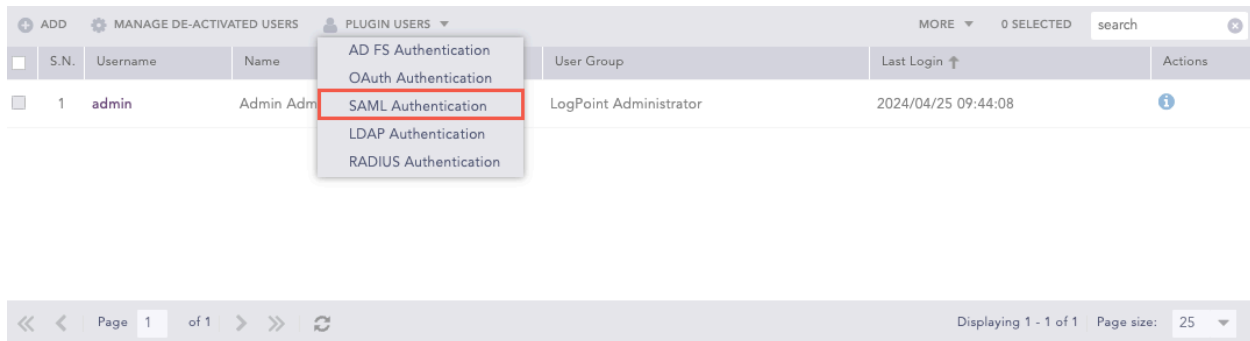 ADD MANAGE DE-ACTIVATED USERS PLUGIN USERS MORE 0 SELECTED search
AD FS Authentication
S.N. Username Name User Group Last Login Actions
OAuth Authentication
1 admin Admin Adm SAML Authentication LogPoint Administrator 2024/04/25 09:44:08
LDAP Authentication
RADIUS Authentication
Page 1 of 1 Displaying 1 - 1 of 1 Page size: 25